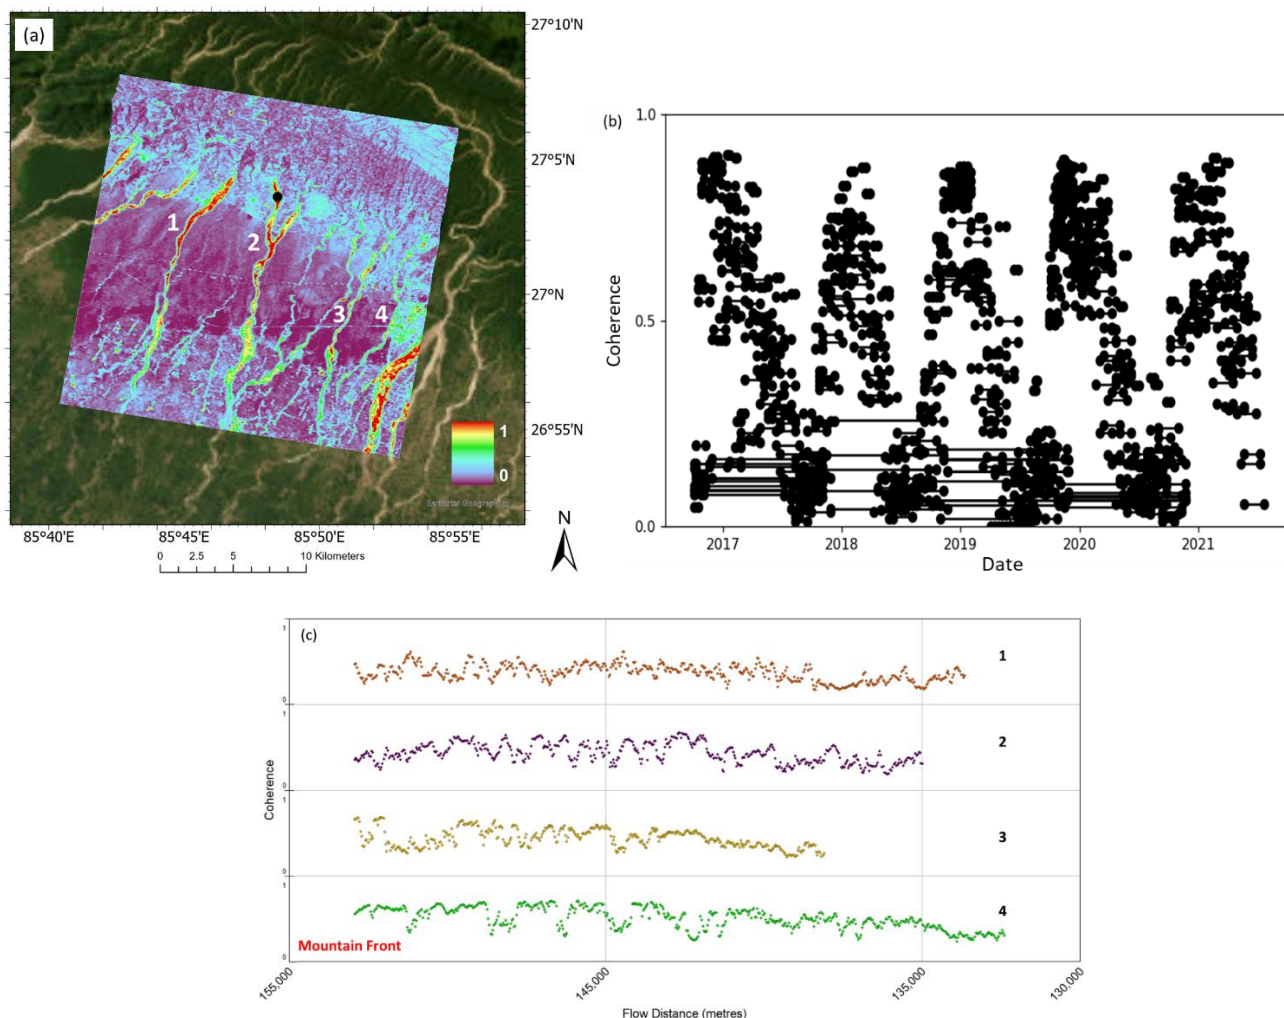 (a)
27°10'N
27°5'N
27°N
26°55'N
1
2
3
4
1
0
Earthstar Geographics
85°40'E 85°45'E 85°50'E 85°55'E
0 2.5 5 10 Kilometers
N
(b)
1.0
0.5
0.0
Coherence
2017 2018 2019 2020 2021
Date
(c)
1
0
1
0
1
0
1
0
Coherence
1
2
3
4
Mountain Front
155,000 145,000 135,000 130,000
Flow Distance (metres)